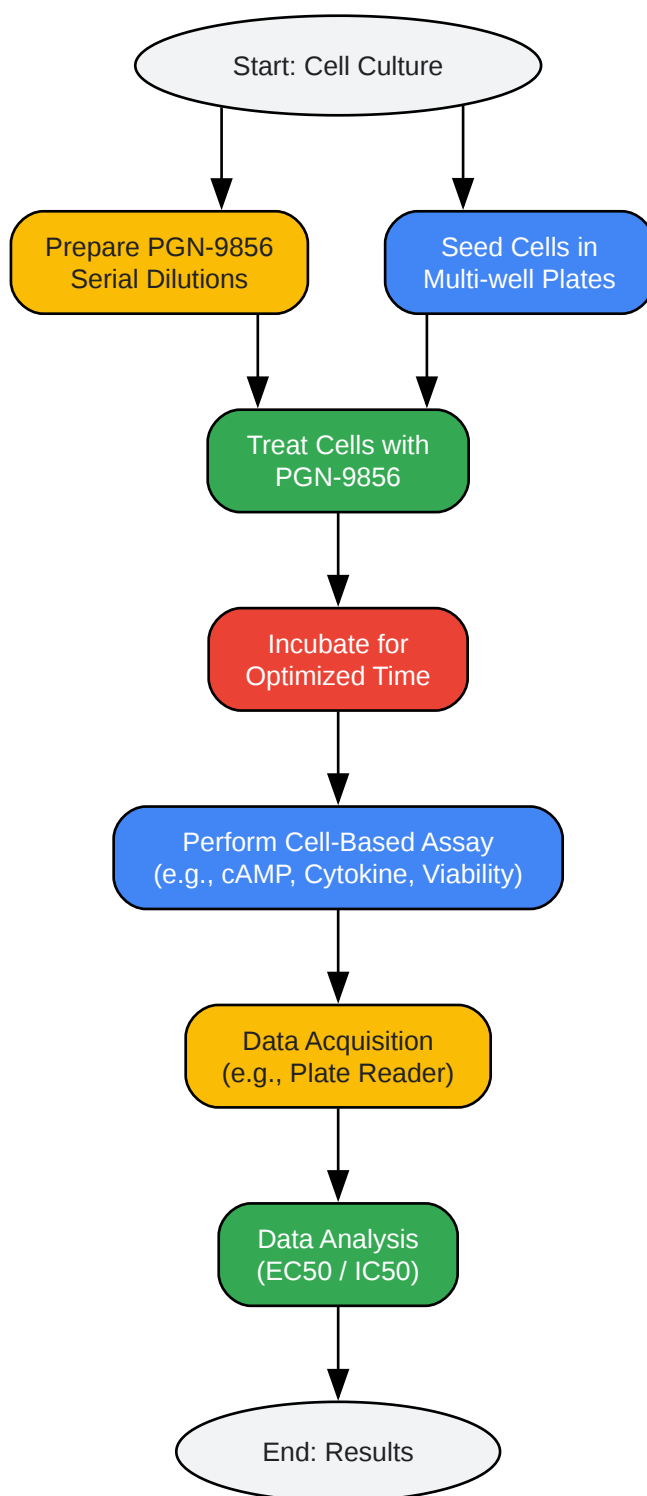 Start: Cell Culture
Prepare PGN-9856
Serial Dilutions
Seed Cells in
Multi-well Plates
Treat Cells with
PGN-9856
Incubate for
Optimized Time
Perform Cell-Based Assay
(e.g., cAMP, Cytokine, Viability)
Data Acquisition
(e.g., Plate Reader)
Data Analysis
(EC50 / IC50)
End: Results